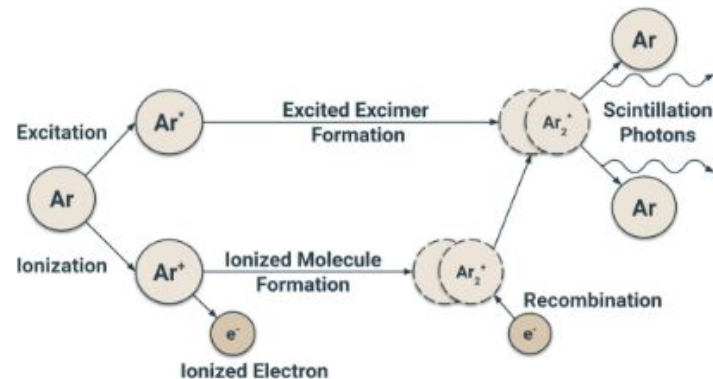 Ar
Excitation
Ar*
Excited Excimer
Formation
Ar₂⁺
Scintillation
Photons
Ar
Ar
Ionization
Ar⁺
Ionized Molecule
Formation
Ar₂⁺
Recombination
e⁻
e⁻
Ionized Electron